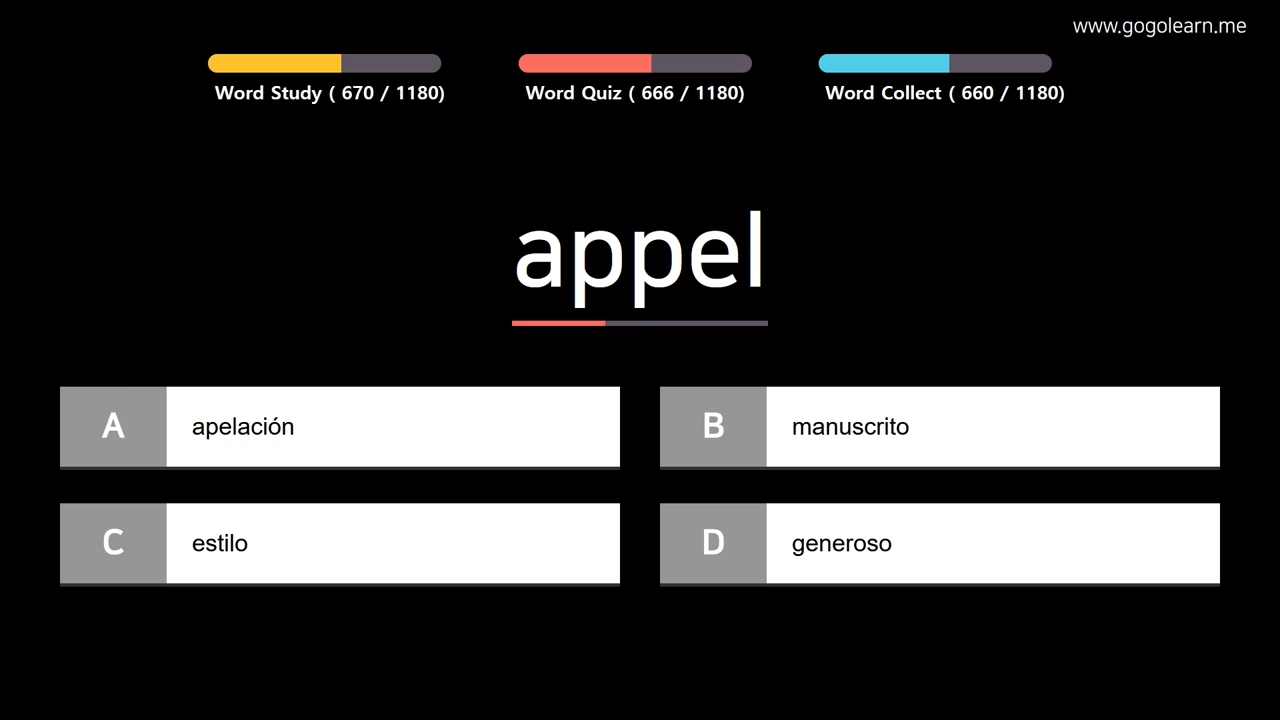 www.gogolearn.me
Word Study ( 670 / 1180)
Word Quiz ( 666 / 1180)
Word Collect ( 660 / 1180)
appel
A
apelación
B
manuscrito
C
estilo
D
generoso